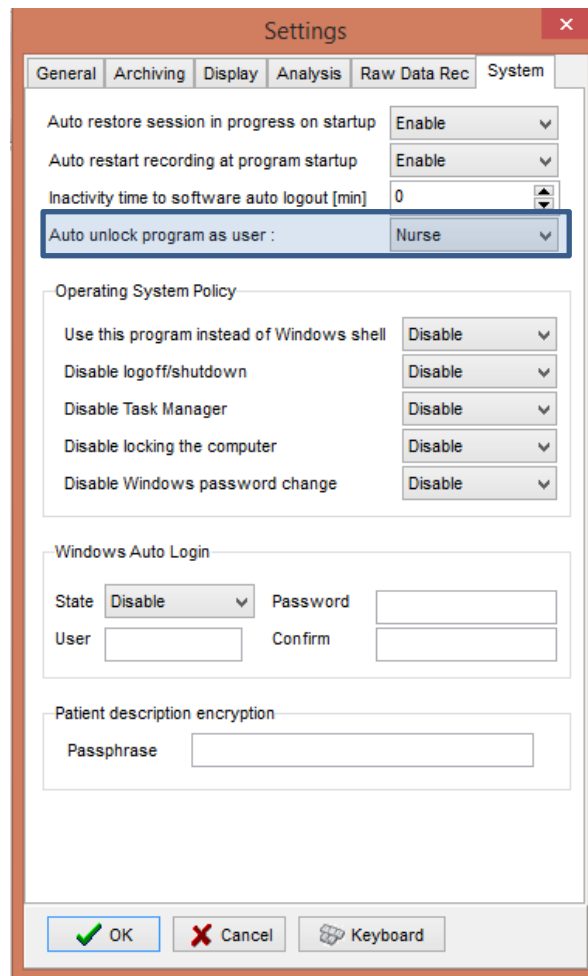 Settings
General Archiving Display Analysis Raw Data Rec System
Auto restore session in progress on startup Enable
Auto restart recording at program startup Enable
Inactivity time to software auto logout [min] 0
Auto unlock program as user : Nurse
Operating System Policy
Use this program instead of Windows shell Disable
Disable logoff/shutdown Disable
Disable Task Manager Disable
Disable locking the computer Disable
Disable Windows password change Disable
Windows Auto Login
State Disable Password
User Confirm
Patient description encryption
Passphrase
OK Cancel Keyboard